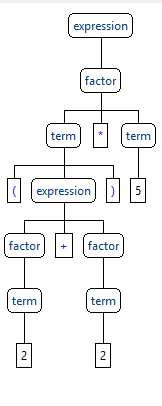 expression
factor
term * term
( expression ) 5
factor + factor
term term
2 2